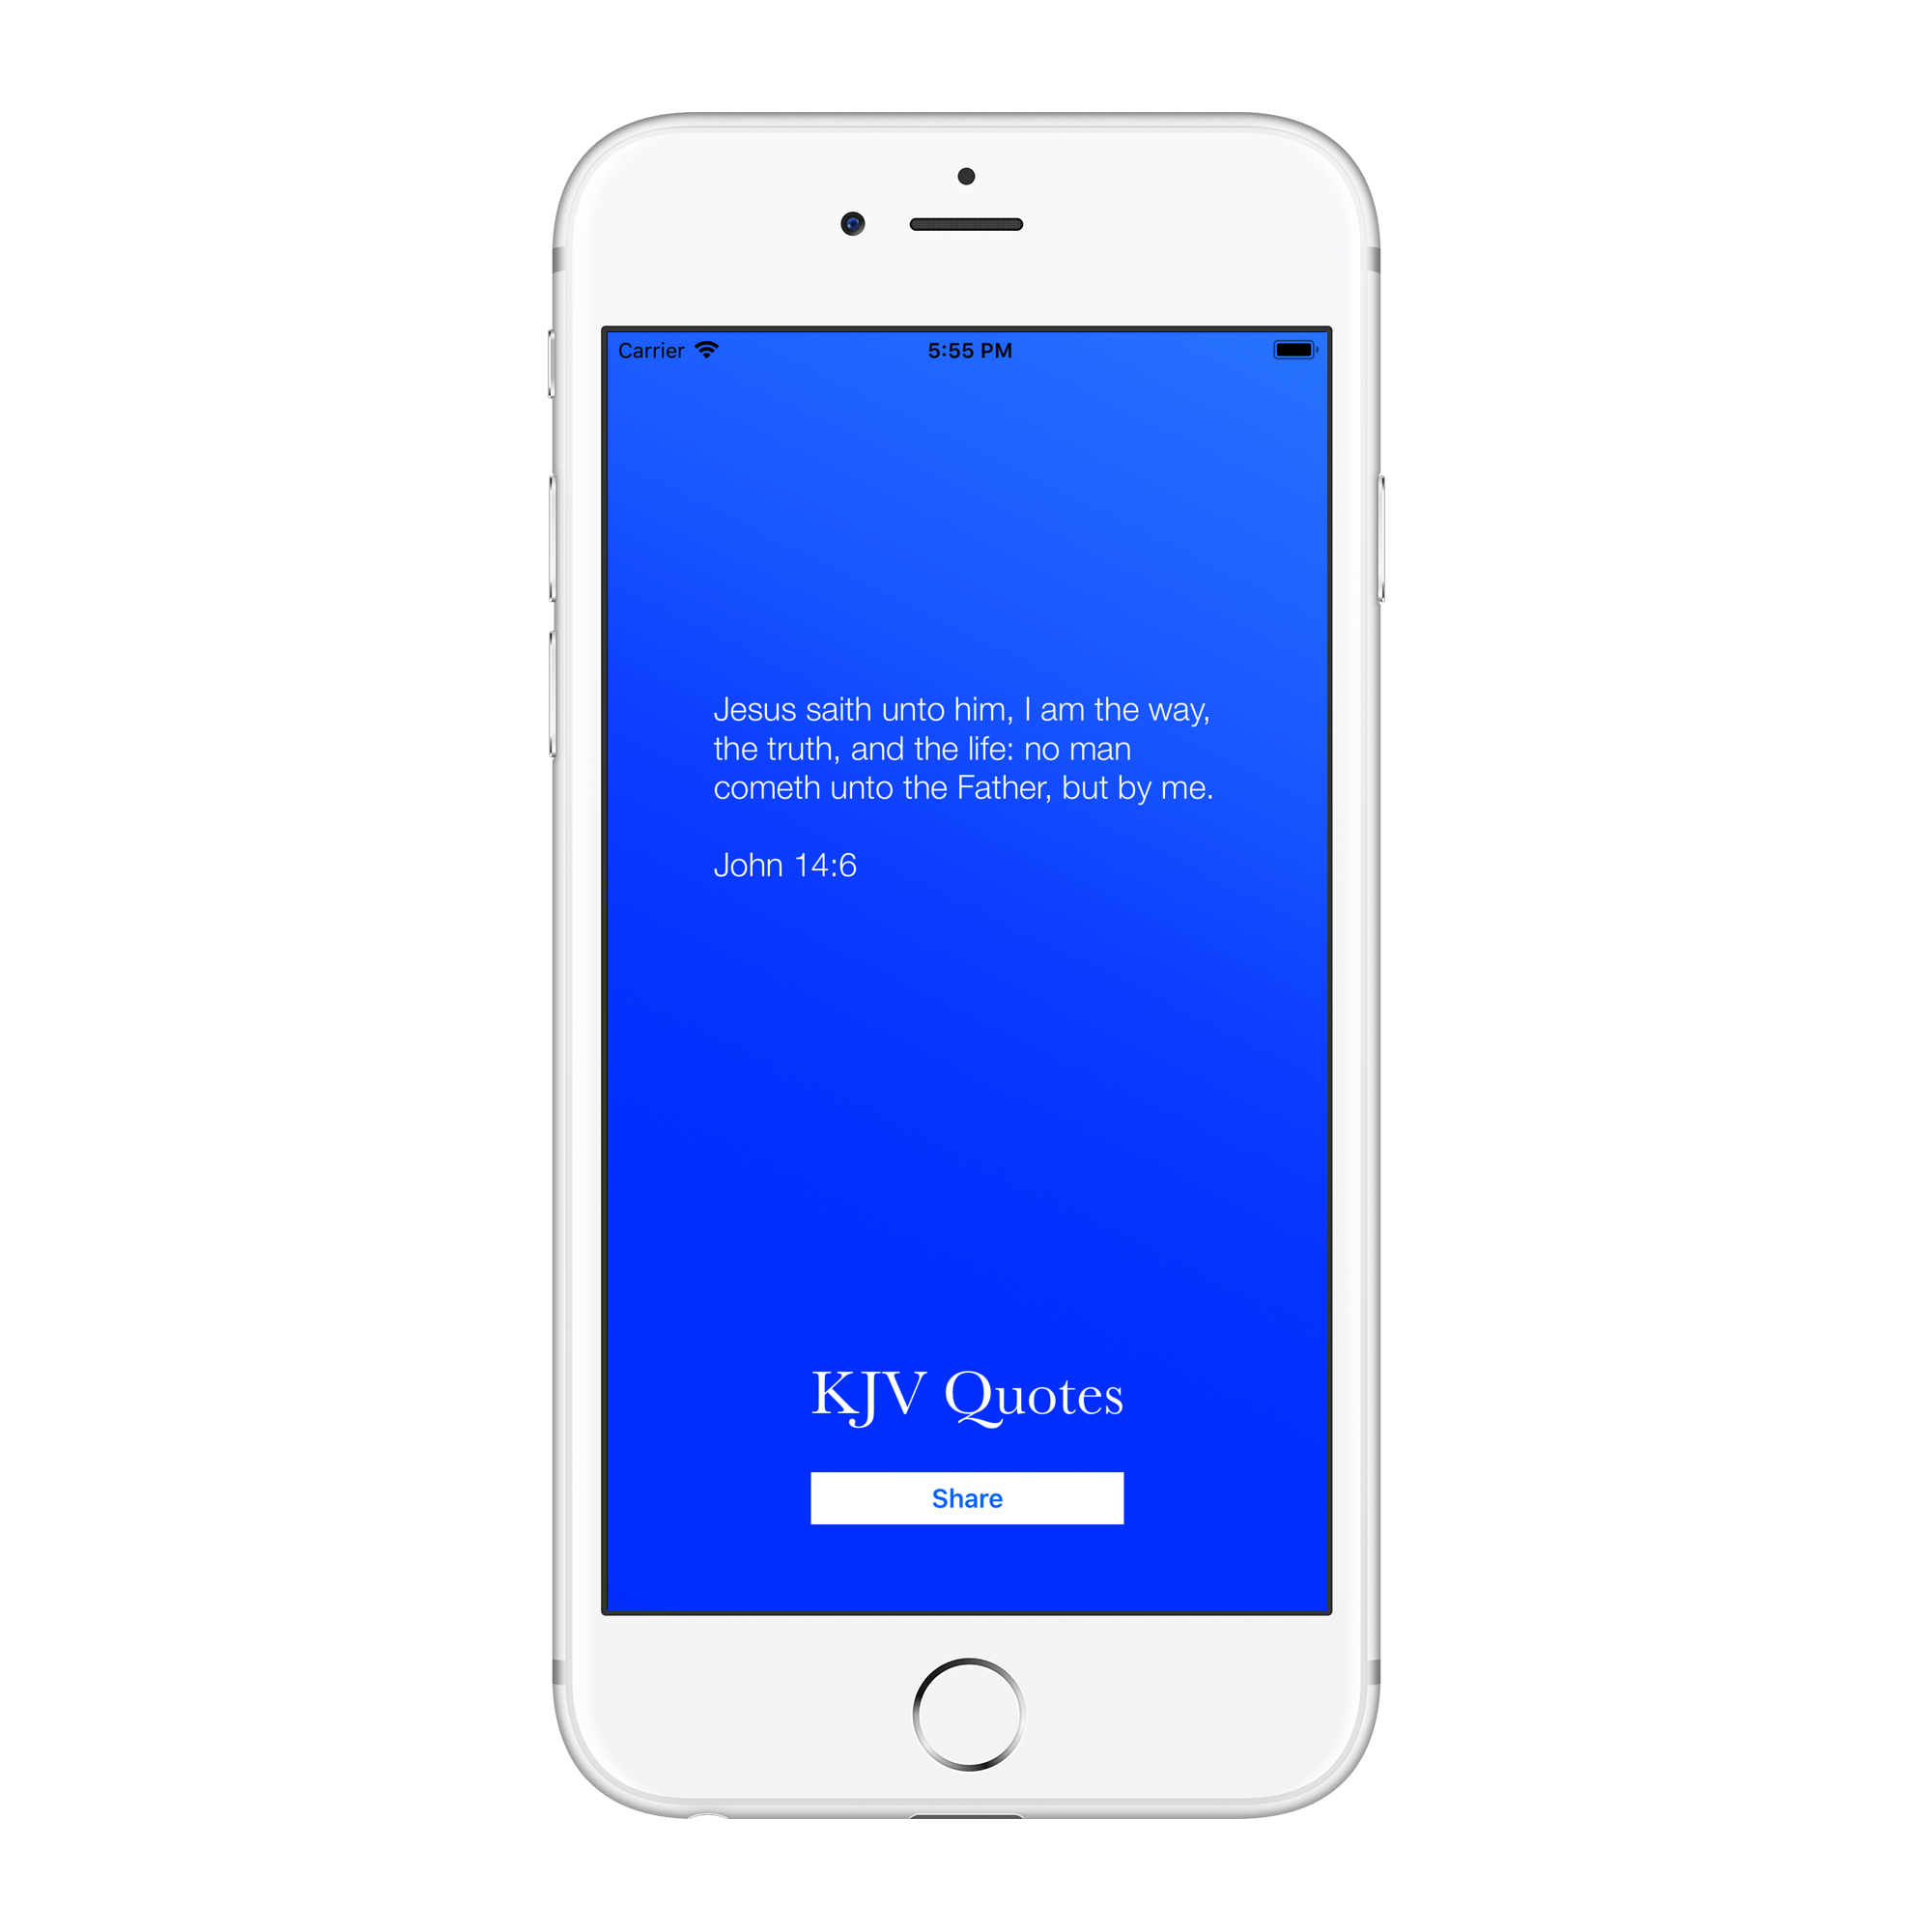 Carrier 5:55 PM
Jesus saith unto him, I am the way,
the truth, and the life: no man
cometh unto the Father, but by me.
John 14:6
KJV Quotes
Share